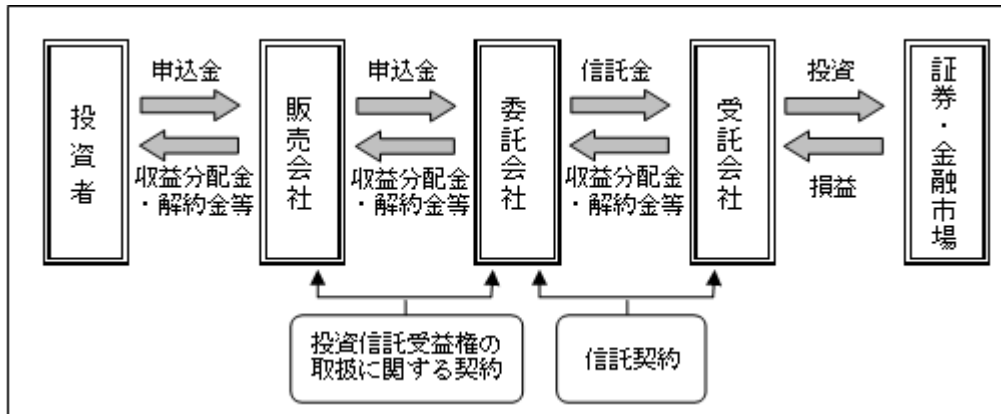 投資者
申込金
収益分配金
・解約金等
販売会社
申込金
収益分配金
・解約金等
委託会社
信託金
収益分配金
・解約金等
受託会社
投資
損益
証券・金融市場
投資信託受益権の
取扱に関する契約
信託契約